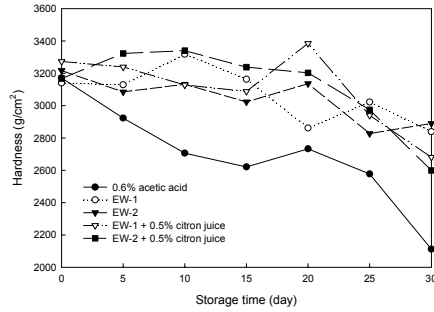 3600
3400
3200
3000
2800
2600
2400
2200
2000
Hardness (g/cm²)
0.6% acetic acid
EW-1
EW-2
EW-1 + 0.5% citron juice
EW-2 + 0.5% citron juice
0 5 10 15 20 25 30
Storage time (day)